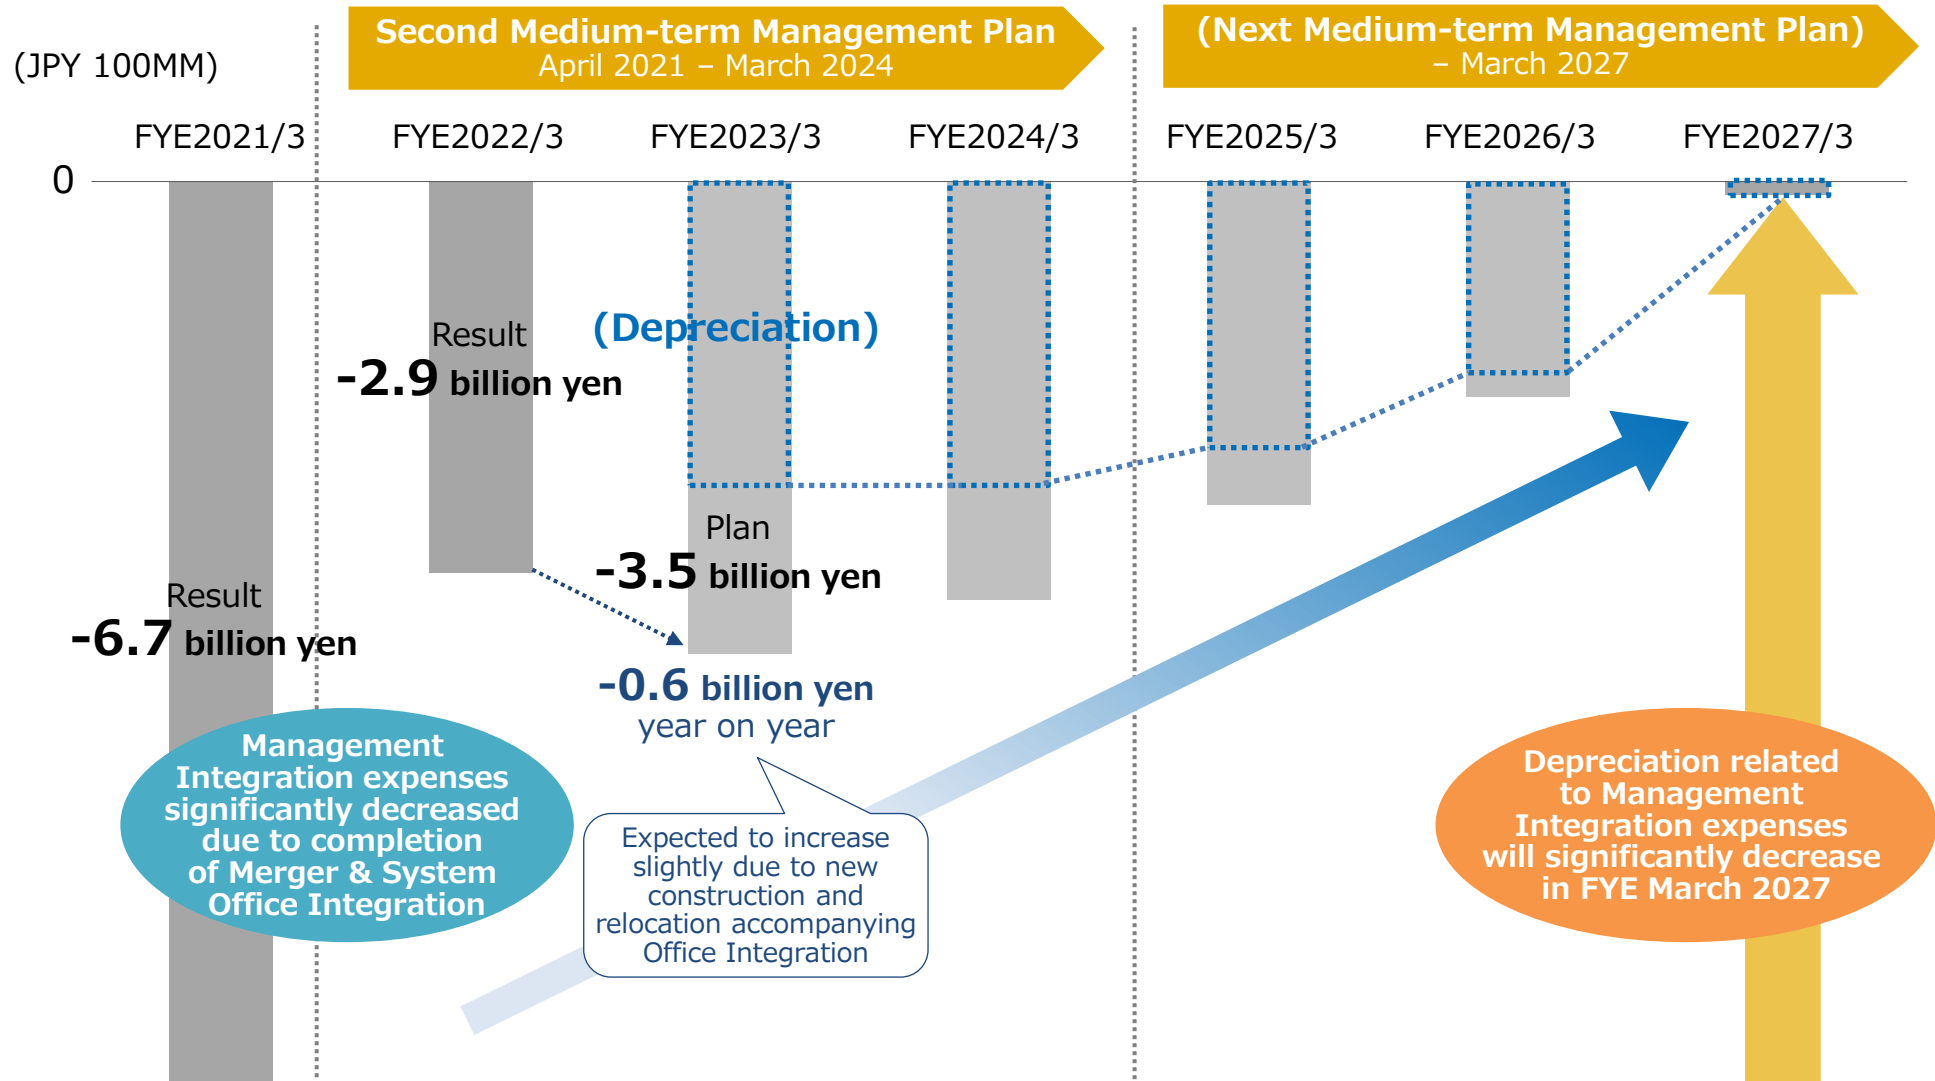 Second Medium-term Management Plan
April 2021 – March 2024
(Next Medium-term Management Plan)
– March 2027
(JPY 100MM)
FYE2021/3
FYE2022/3
FYE2023/3
FYE2024/3
FYE2025/3
FYE2026/3
FYE2027/3
0
Result
-2.9 billion yen
(Depreciation)
Plan
-3.5 billion yen
Result
-6.7 billion yen
-0.6 billion yen
year on year
Management
Integration expenses
significantly decreased
due to completion
of Merger & System
Office Integration
Expected to increase
slightly due to new
construction and
relocation accompanying
Office Integration
Depreciation related
to Management
Integration expenses
will significantly decrease
in FYE March 2027